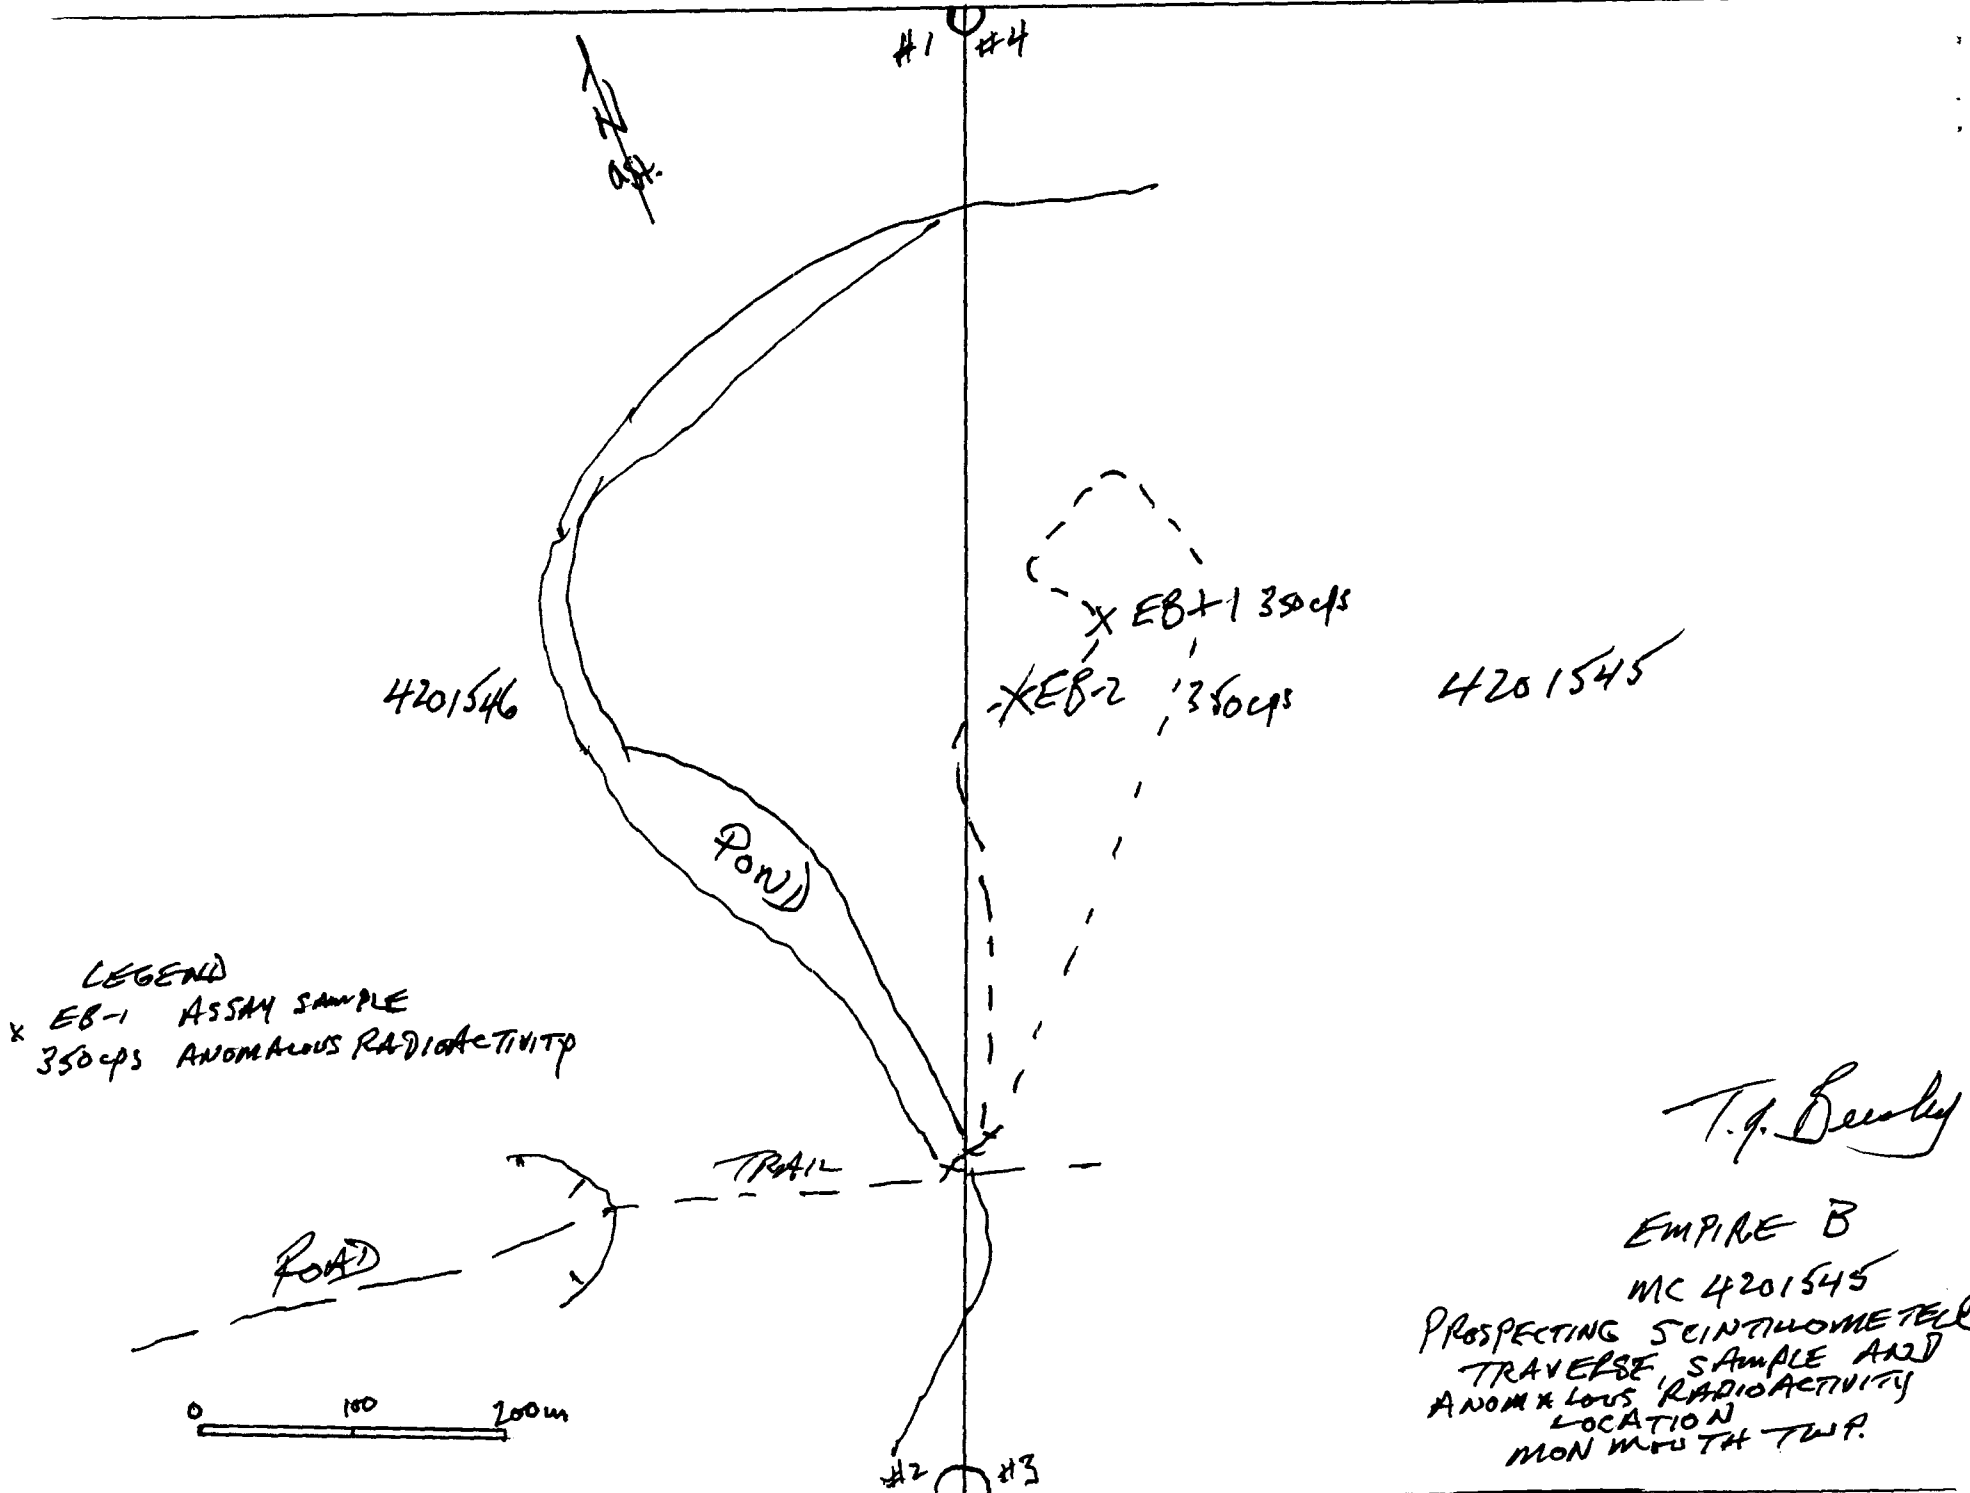 #1 #4
N
ast.
EB-1 350cps
EB-2
350cps
4201546
4201545
POND
LEGEND
x EB-1 ASSAY SAMPLE
350cps ANOMALOUS RADIOACTIVITY
TRAIL
ROAD
0 100 200m
#2 #3
EMPIRE B
MC 4201545
PROSPECTING SCINTILLOMETER
TRAVERSE, SAMPLE AND
ANOMALOUS RADIOACTIVITY
LOCATION
MONMOUTH TWP.